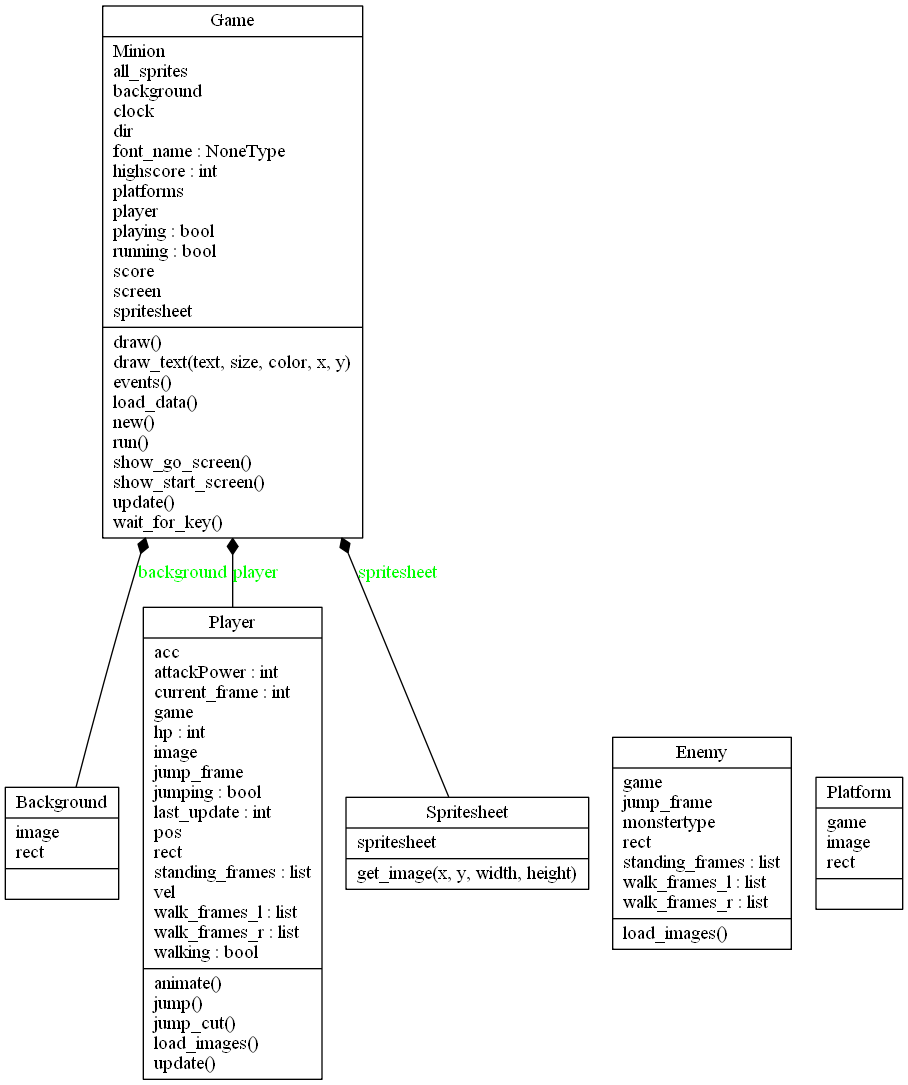 Game
Minion
all_sprites
background
clock
dir
font_name : NoneType
highscore : int
platforms
player
playing : bool
running : bool
score
screen
spritesheet
draw()
draw_text(text, size, color, x, y)
events()
load_data()
new()
run()
show_go_screen()
show_start_screen()
update()
wait_for_key()
background
player
spritesheet
Background
image
rect
Player
acc
attackPower : int
current_frame : int
game
hp : int
image
jump_frame
jumping : bool
last_update : int
pos
rect
standing_frames : list
vel
walk_frames_l : list
walk_frames_r : list
walking : bool
animate()
jump()
jump_cut()
load_images()
update()
Spritesheet
spritesheet
get_image(x, y, width, height)
Enemy
game
jump_frame
monstertype
rect
standing_frames : list
walk_frames_l : list
walk_frames_r : list
load_images()
Platform
game
image
rect